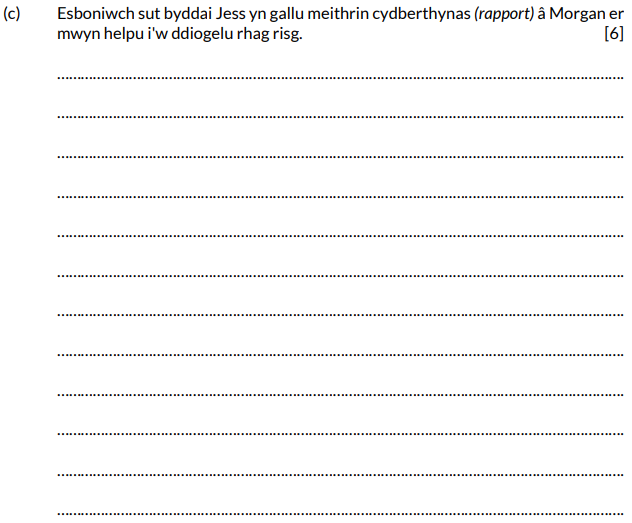 (c) Esboniwch sut byddai Jess yn gallu meithrin cydberthynas (rapport) â Morgan er
mwyn helpu i'w ddiogelu rhag risg. [6]